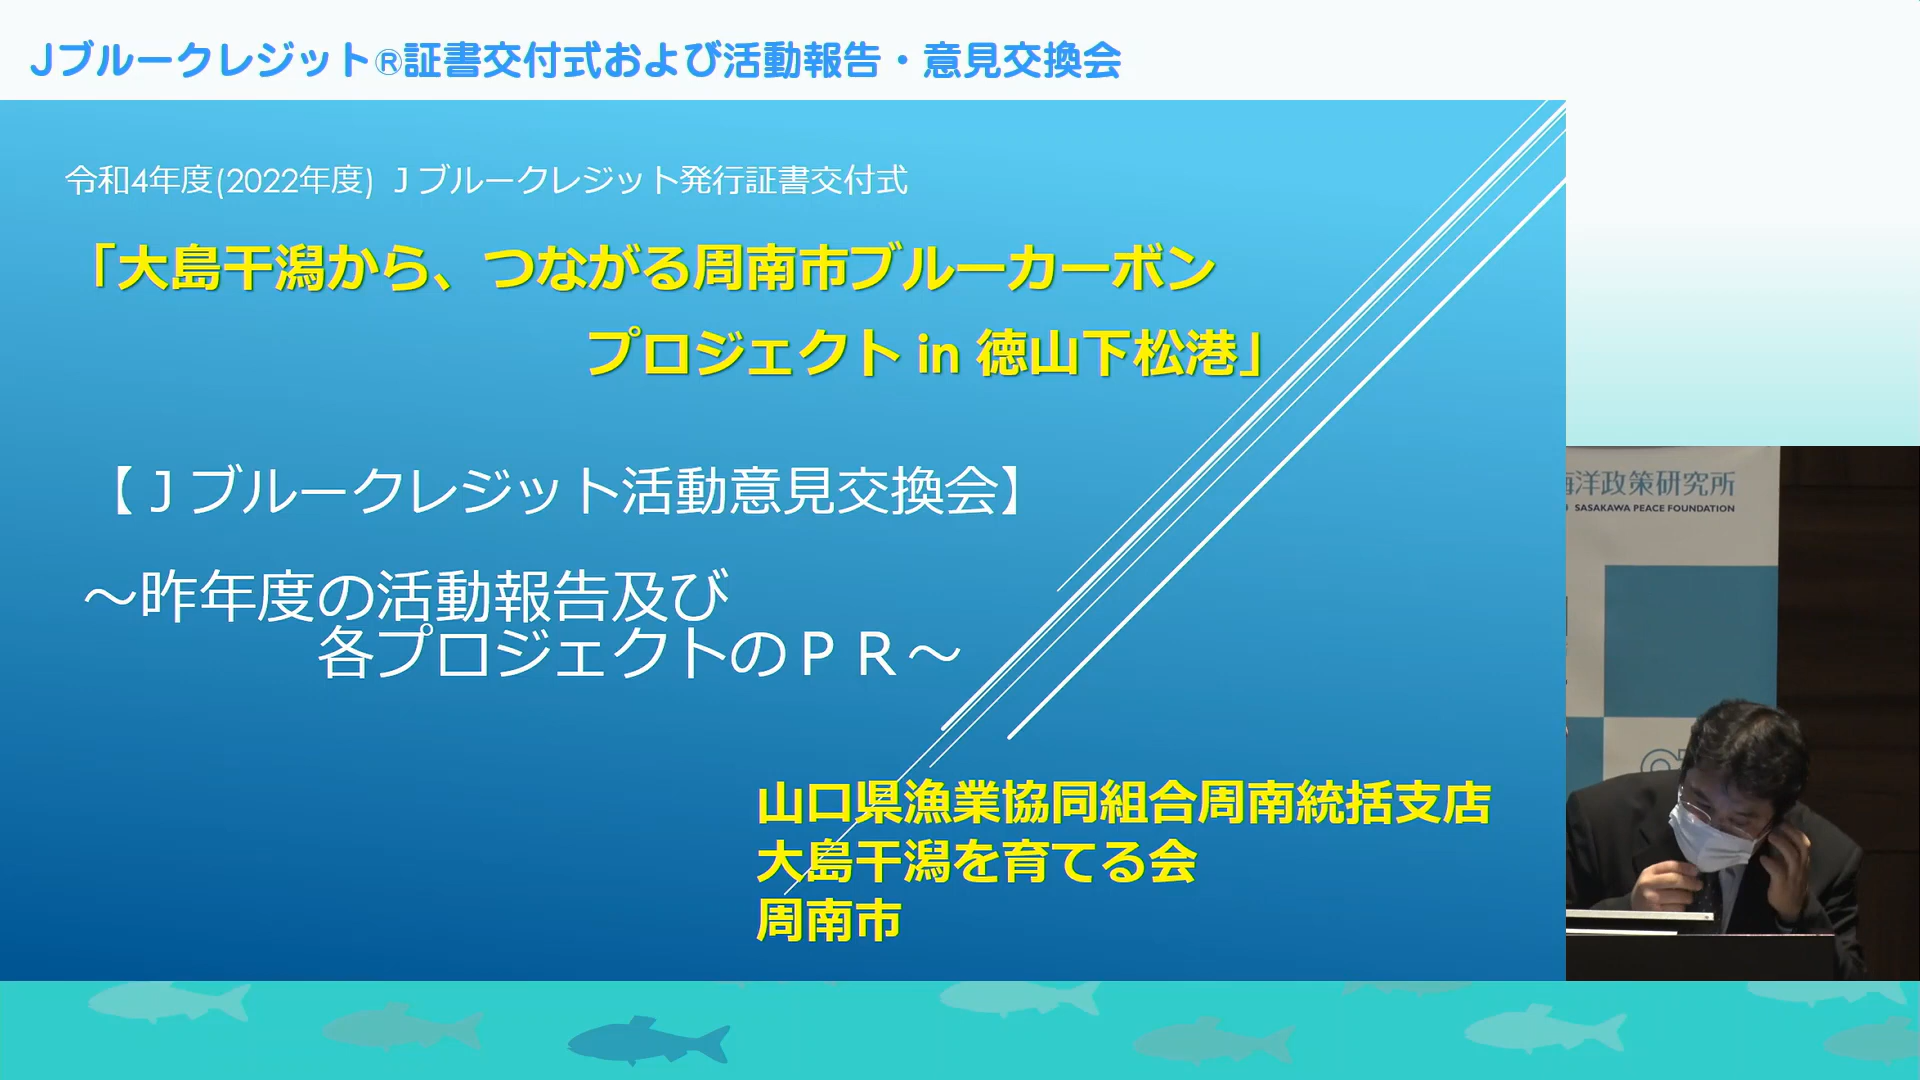 Jブルークレジット®証書交付式および活動報告・意見交換会
令和4年度(2022年度) Ｊブルークレジット発行証書交付式
「大島干潟から、つながる周南市ブルーカーボン
プロジェクト in 徳山下松港」
【Ｊブルークレジット活動意見交換会】
～昨年度の活動報告及び
各プロジェクトのＰＲ～
山口県漁業協同組合周南統括支店
大島干潟を育てる会
周南市
海洋政策研究所
SASAKAWA PEACE FOUNDATION